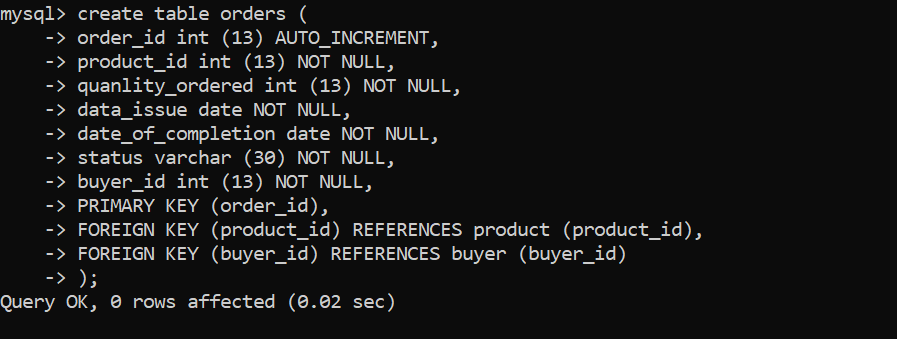 mysql> create table orders (
    -> order_id int (13) AUTO_INCREMENT,
    -> product_id int (13) NOT NULL,
    -> quanlity_ordered int (13) NOT NULL,
    -> data_issue date NOT NULL,
    -> date_of_completion date NOT NULL,
    -> status varchar (30) NOT NULL,
    -> buyer_id int (13) NOT NULL,
    -> PRIMARY KEY (order_id),
    -> FOREIGN KEY (product_id) REFERENCES product (product_id),
    -> FOREIGN KEY (buyer_id) REFERENCES buyer (buyer_id)
    -> );
Query OK, 0 rows affected (0.02 sec)